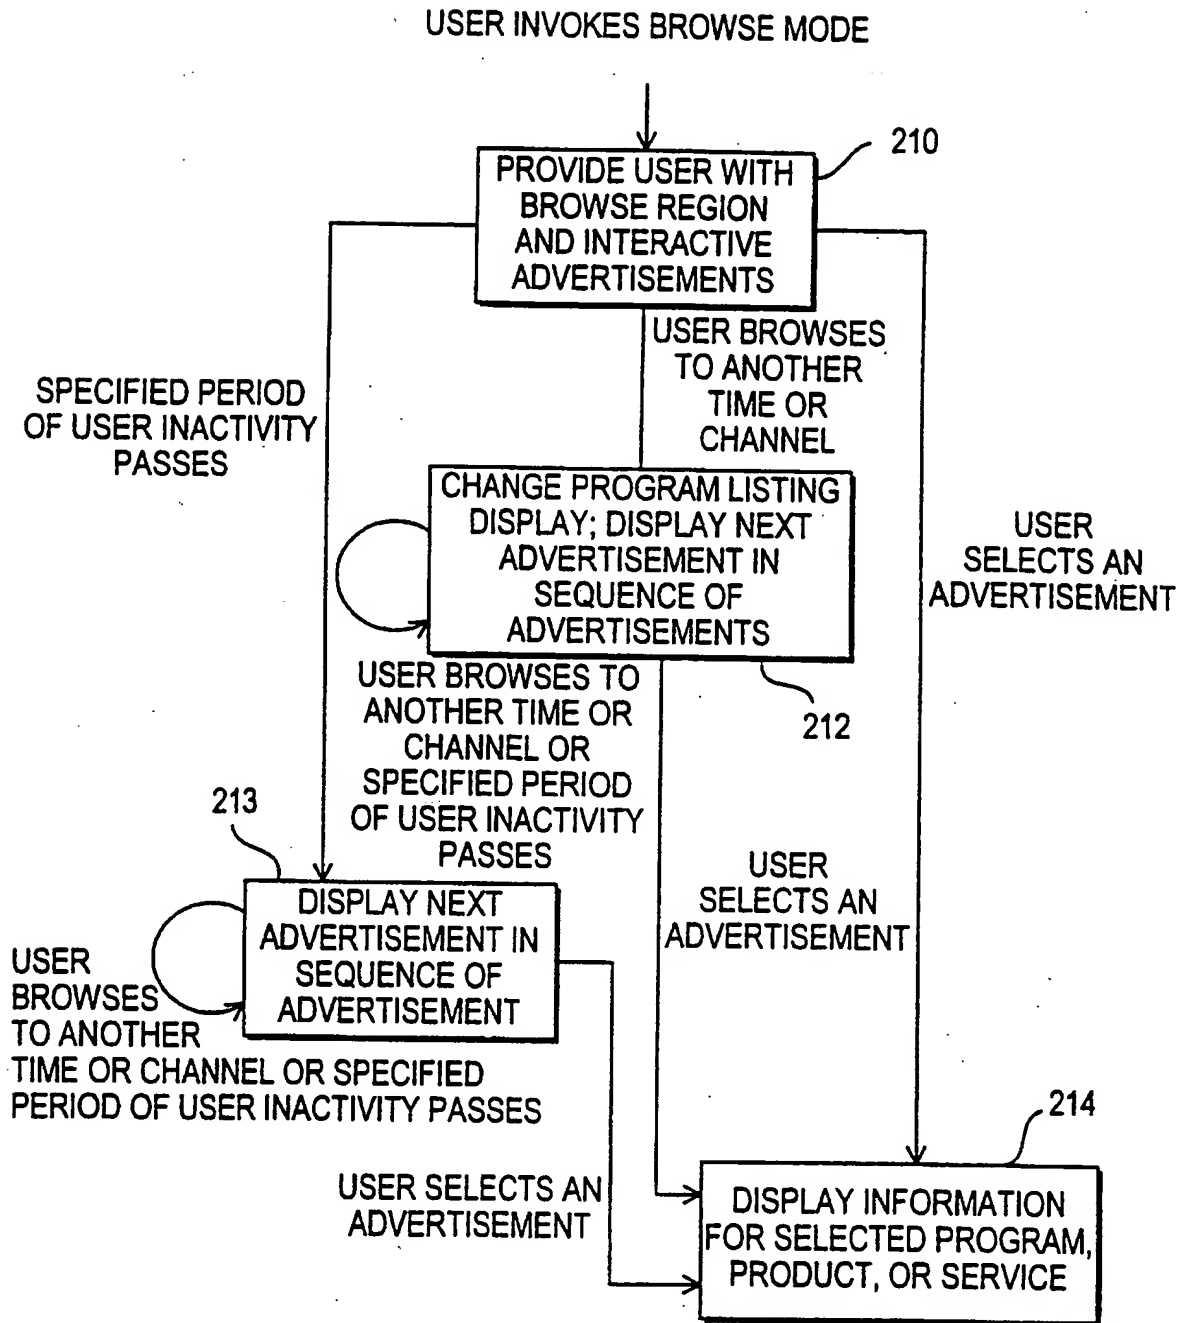 USER INVOKES BROWSE MODE
210
PROVIDE USER WITH
BROWSE REGION
AND INTERACTIVE
ADVERTISEMENTS
USER BROWSES
TO ANOTHER
TIME OR
CHANNEL
SPECIFIED PERIOD
OF USER INACTIVITY
PASSES
CHANGE PROGRAM LISTING
DISPLAY; DISPLAY NEXT
ADVERTISEMENT IN
SEQUENCE OF
ADVERTISEMENTS
USER
SELECTS AN
ADVERTISEMENT
212
USER BROWSES TO
ANOTHER TIME OR
CHANNEL OR
SPECIFIED PERIOD
OF USER INACTIVITY
PASSES
213
USER
SELECTS AN
ADVERTISEMENT
DISPLAY NEXT
ADVERTISEMENT IN
SEQUENCE OF
ADVERTISEMENT
USER
BROWSES
TO ANOTHER
TIME OR CHANNEL OR SPECIFIED
PERIOD OF USER INACTIVITY PASSES
214
USER SELECTS AN
ADVERTISEMENT
DISPLAY INFORMATION
FOR SELECTED PROGRAM,
PRODUCT, OR SERVICE